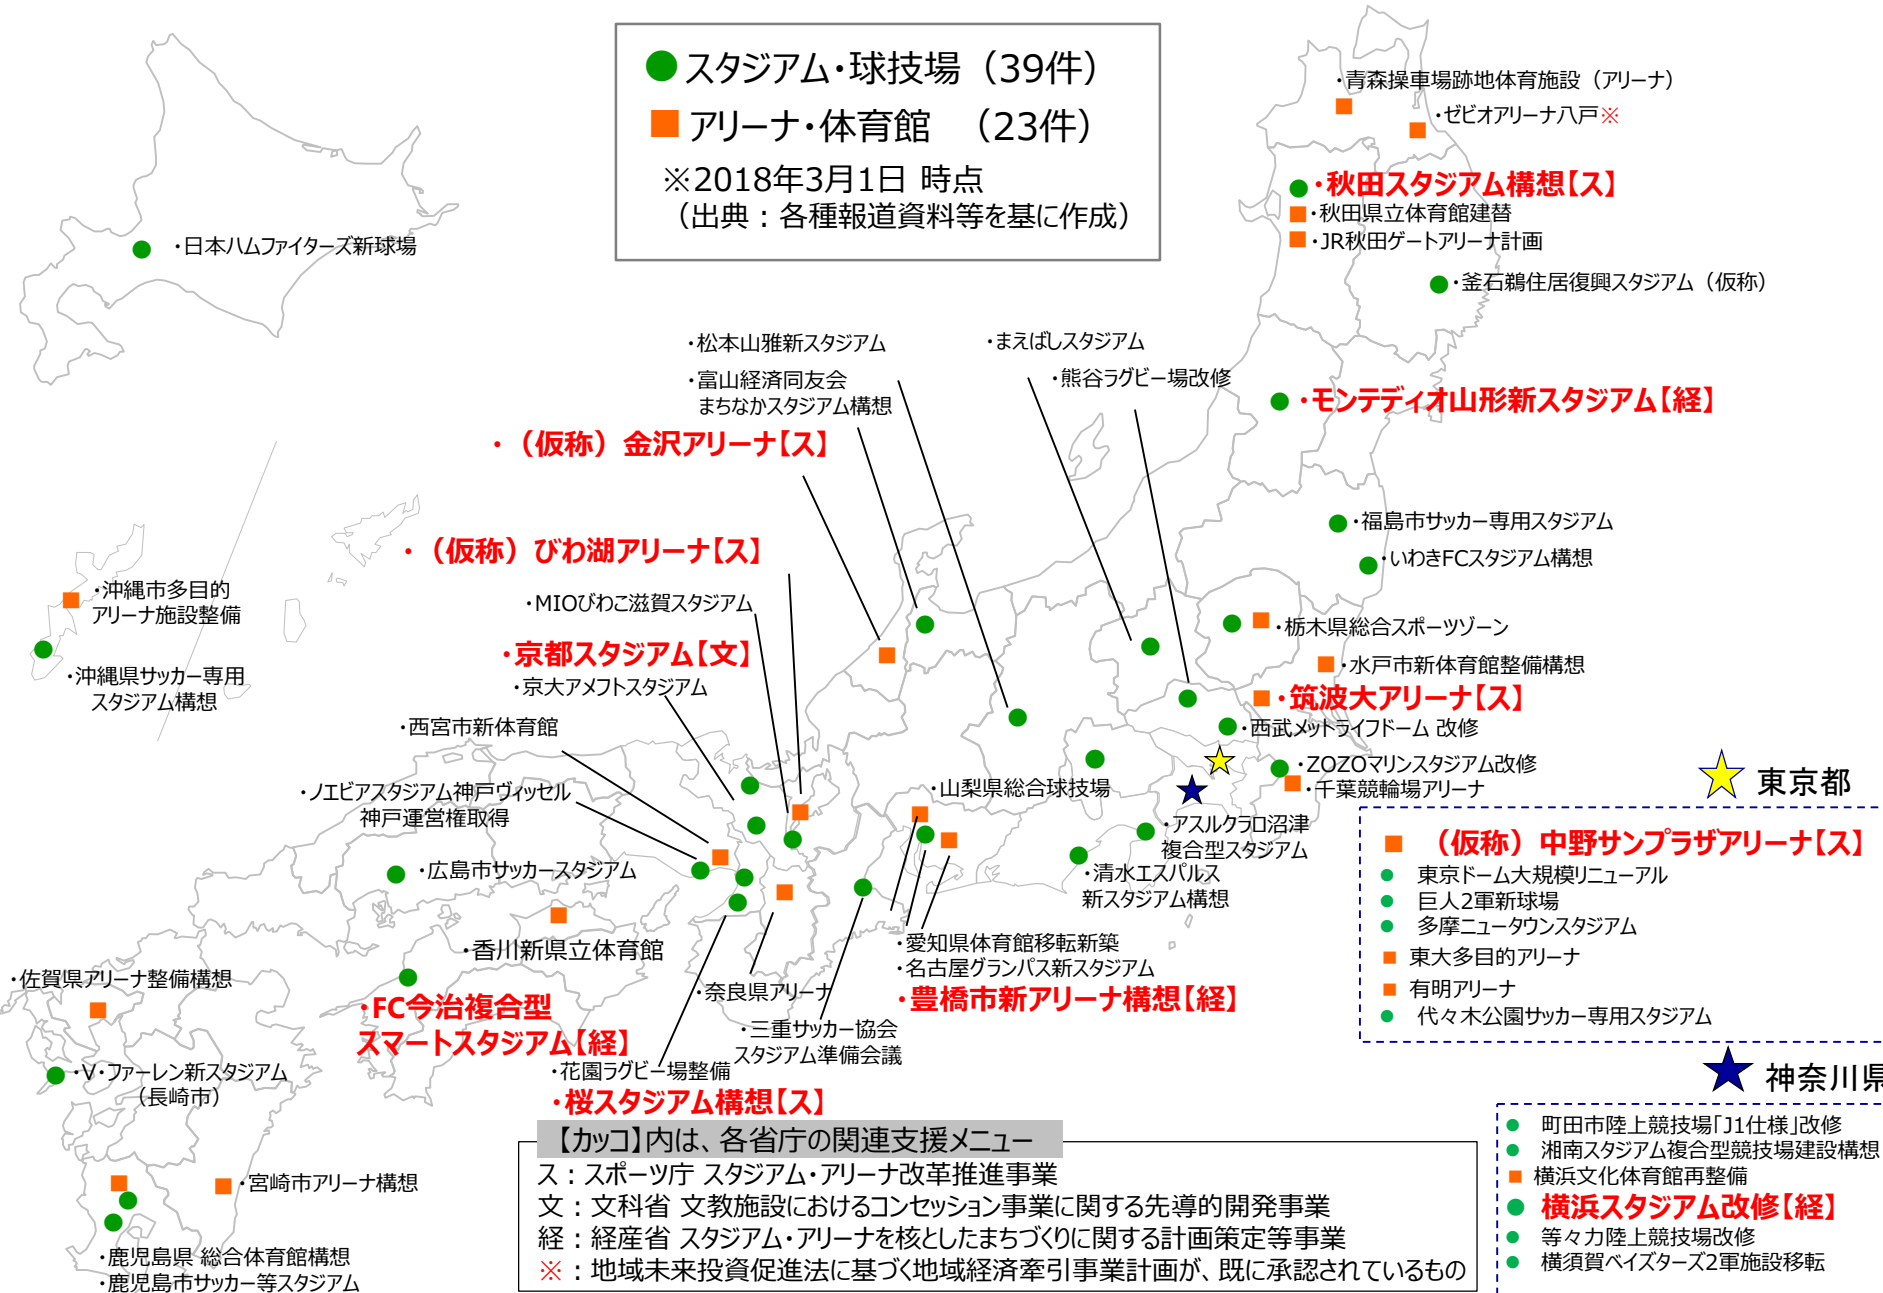 スタジアム・球技場（39件）
アリーナ・体育館　（23件）
※2018年3月1日 時点
（出典：各種報道資料等を基に作成）
・青森操車場跡地体育施設（アリーナ）
・ゼビオアリーナ八戸※
・秋田スタジアム構想【ス】
・秋田県立体育館建替
・JR秋田ゲートアリーナ計画
・釜石鵜住居復興スタジアム（仮称）
・日本ハムファイターズ新球場
・松本山雅新スタジアム
・富山経済同友会
まちなかスタジアム構想
・まえばしスタジアム
・熊谷ラグビー場改修
・モンテディオ山形新スタジアム【経】
・（仮称）金沢アリーナ【ス】
・（仮称）びわ湖アリーナ【ス】
・福島市サッカー専用スタジアム
・いわきFCスタジアム構想
・沖縄市多目的
アリーナ施設整備
・沖縄県サッカー専用
スタジアム構想
・MIOびわこ滋賀スタジアム
・京都スタジアム【文】
・京大アメフトスタジアム
・西宮市新体育館
・栃木県総合スポーツゾーン
・水戸市新体育館整備構想
・筑波大アリーナ【ス】
・西武メットライフドーム 改修
・ZOZOマリンスタジアム改修
・千葉競輪場アリーナ
・ノエビアスタジアム神戸ヴィッセル
神戸運営権取得
・山梨県総合球技場
・アスルクラロ沼津
複合型スタジアム
・清水エスパルス
新スタジアム構想
・広島市サッカースタジアム
・香川新県立体育館
・佐賀県アリーナ整備構想
・FC今治複合型
スマートスタジアム【経】
・奈良県アリーナ
・三重サッカー協会
スタジアム準備会議
・愛知県体育館移転新築
・名古屋グランパス新スタジアム
・豊橋市新アリーナ構想【経】
・V・ファーレン新スタジアム
（長崎市）
・花園ラグビー場整備
・桜スタジアム構想【ス】
・宮崎市アリーナ構想
・鹿児島県 総合体育館構想
・鹿児島市サッカー等スタジアム
東京都
（仮称）中野サンプラザアリーナ【ス】
東京ドーム大規模リニューアル
巨人2軍新球場
多摩ニュータウンスタジアム
東大多目的アリーナ
有明アリーナ
代々木公園サッカー専用スタジアム
神奈川県
町田市陸上競技場「J1仕様」改修
湘南スタジアム複合型競技場建設構想
横浜文化体育館再整備
横浜スタジアム改修【経】
等々力陸上競技場改修
横須賀ベイズターズ2軍施設移転
【カッコ】内は、各省庁の関連支援メニュー
ス：スポーツ庁 スタジアム・アリーナ改革推進事業
文：文科省 文教施設におけるコンセッション事業に関する先導的開発事業
経：経産省 スタジアム・アリーナを核としたまちづくりに関する計画策定等事業
※：地域未来投資促進法に基づく地域経済牽引事業計画が、既に承認されているもの